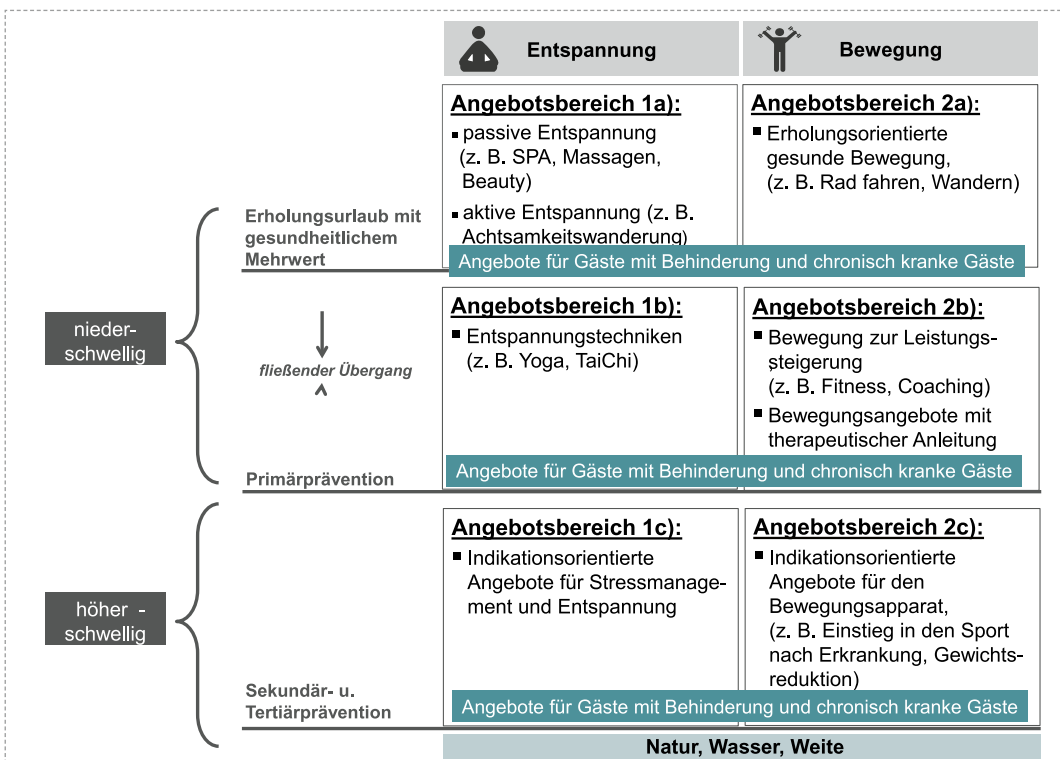 Entspannung
Bewegung
Angebotsbereich 1a):
▪ passive Entspannung
(z. B. SPA, Massagen,
Beauty)
▪ aktive Entspannung (z. B.
Achtsamkeitswanderung)
Angebotsbereich 2a):
▪ Erholungsorientierte
gesunde Bewegung,
(z. B. Rad fahren, Wandern)
Erholungsurlaub mit
gesundheitlichem
Mehrwert
Angebote für Gäste mit Behinderung und chronisch kranke Gäste
nieder-
schwellig
fließender Übergang
Angebotsbereich 1b):
▪ Entspannungstechniken
(z. B. Yoga, TaiChi)
Angebotsbereich 2b):
▪ Bewegung zur Leistungs-
steigerung
(z. B. Fitness, Coaching)
▪ Bewegungsangebote mit
therapeutischer Anleitung
Primärprävention
Angebote für Gäste mit Behinderung und chronisch kranke Gäste
höher -
schwellig
Angebotsbereich 1c):
▪ Indikationsorientierte
Angebote für Stressmanage-
ment und Entspannung
Angebotsbereich 2c):
▪ Indikationsorientierte
Angebote für den
Bewegungsapparat,
(z. B. Einstieg in den Sport
nach Erkrankung, Gewichts-
reduktion)
Sekundär- u.
Tertiärprävention
Angebote für Gäste mit Behinderung und chronisch kranke Gäste
Natur, Wasser, Weite